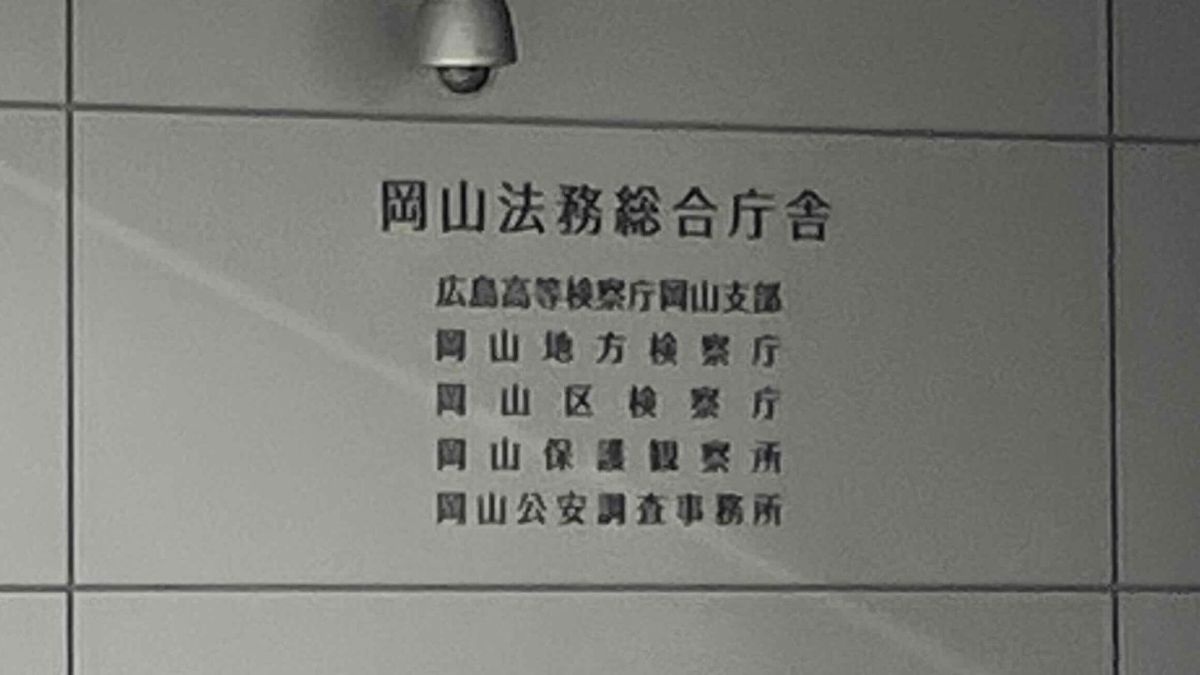 岡山法務総合庁舎
広島高等検察庁岡山支部
岡山地方検察庁
岡山区検察庁
岡山保護観察所
岡山公安調査事務所